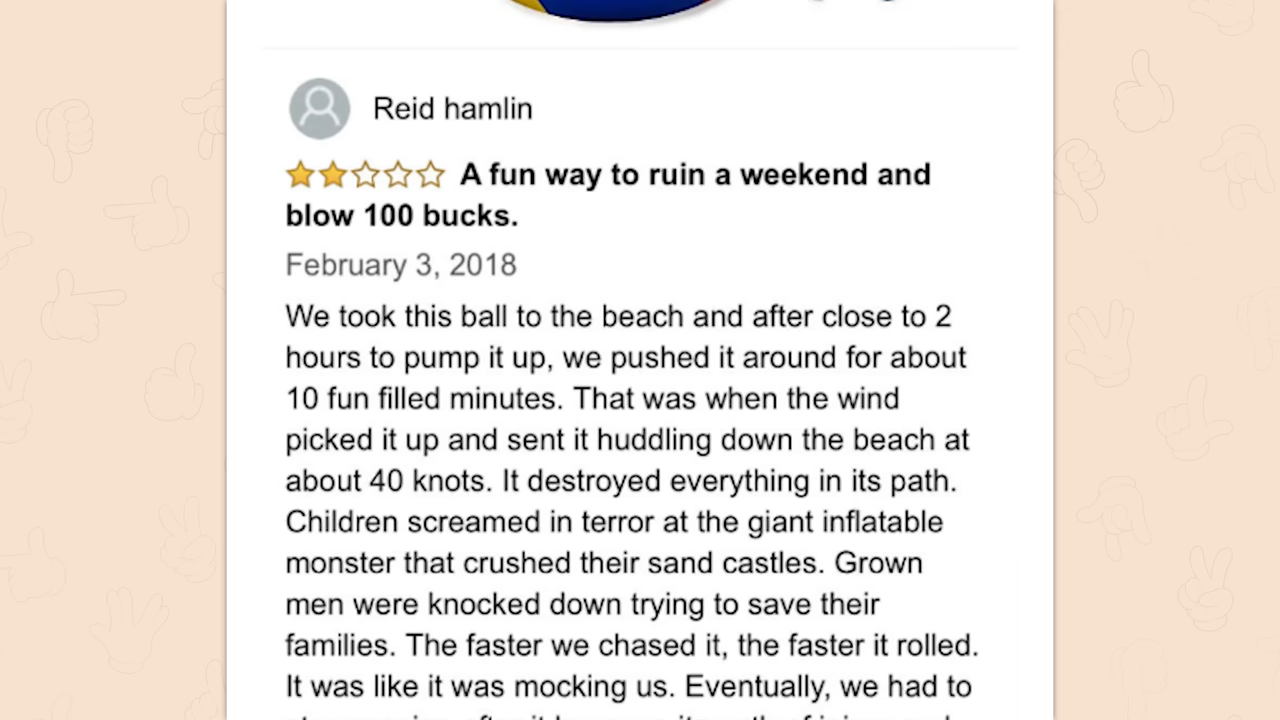 Reid hamlin
A fun way to ruin a weekend and
blow 100 bucks.
February 3, 2018
We took this ball to the beach and after close to 2
hours to pump it up, we pushed it around for about
10 fun filled minutes. That was when the wind
picked it up and sent it huddling down the beach at
about 40 knots. It destroyed everything in its path.
Children screamed in terror at the giant inflatable
monster that crushed their sand castles. Grown
men were knocked down trying to save their
families. The faster we chased it, the faster it rolled.
It was like it was mocking us. Eventually, we had to